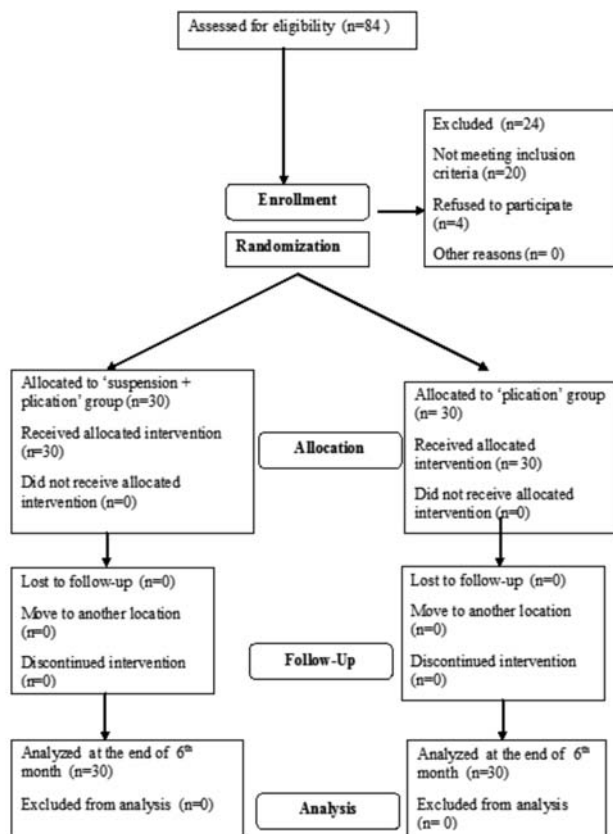 Assessed for eligibility (n=84 )
Excluded (n=24)
Not meeting inclusion
criteria (n=20)
Refused to participate
(n=4)
Other reasons (n= 0)
Enrollment
Randomization
Allocated to ‘suspension +
plication’ group (n=30)
Received allocated intervention
(n=30)
Did not receive allocated
intervention (n=0)
Allocation
Allocated to ‘plication’ group
(n= 30)
Received allocated
intervention (n= 30)
Did not receive allocated
intervention (n=0)
Lost to follow-up (n=0)
Move to another location
(n=0)
Discontinued intervention
(n=0)
Follow-Up
Lost to follow-up (n=0)
Move to another location
(n=0)
Discontinued intervention
(n=0)
Analyzed at the end of 6th
month (n=30)
Excluded from analysis (n=0)
Analysis
Analyzed at the end of 6th
month (n=30)
Excluded from analysis
(n= 0)